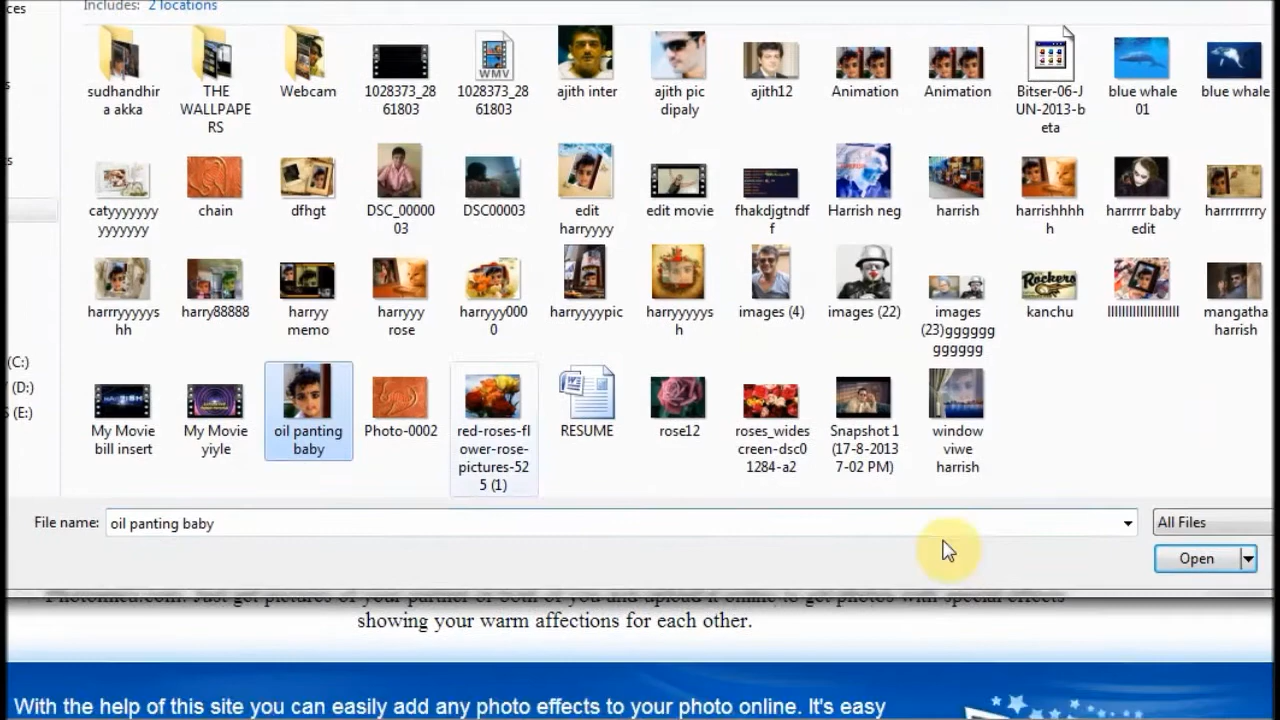 ces
Includes: 2 locations
sudhandhir
a akka
THE
WALLPAPE
RS
Webcam
1028373_28
61803
WMV
1028373_28
61803
ajith inter
ajith pic
dipaly
ajith12
Animation
Animation
Bitser-06-J
UN-2013-b
eta
blue whale
01
blue whale
catyyyyyyy
yyyyyyy
chain
dfhgt
DSC_00000
03
DSC00003
edit
harryyyy
edit movie
fhakdjgtndf
f
Harrish neg
harrish
harrishhhh
h
harrrrr baby
edit
harrrrrrrry
harrryyyyys
hh
harry88888
harryy
memo
harryyy
rose
harryyy000
0
harryyyypic
harryyyyys
h
images (4)
images (22)
images
(23)gggggg
gggggg
Rockers
kanchu
mangatha
harrish
(C:)
(D:)
(E:)
My Movie
bill insert
My Movie
yiyle
oil panting
baby
Photo-0002
red-roses-fl
ower-rose-
pictures-52
5 (1)
RESUME
rose12
roses_wides
creen-dsc0
1284-a2
Snapshot 1
(17-8-2013
7-02 PM)
window
viwe
harrish
File name: oil panting baby
All Files
Open
showing your warm affections for each other.
With the help of this site you can easily add any photo effects to your photo online. It's easy